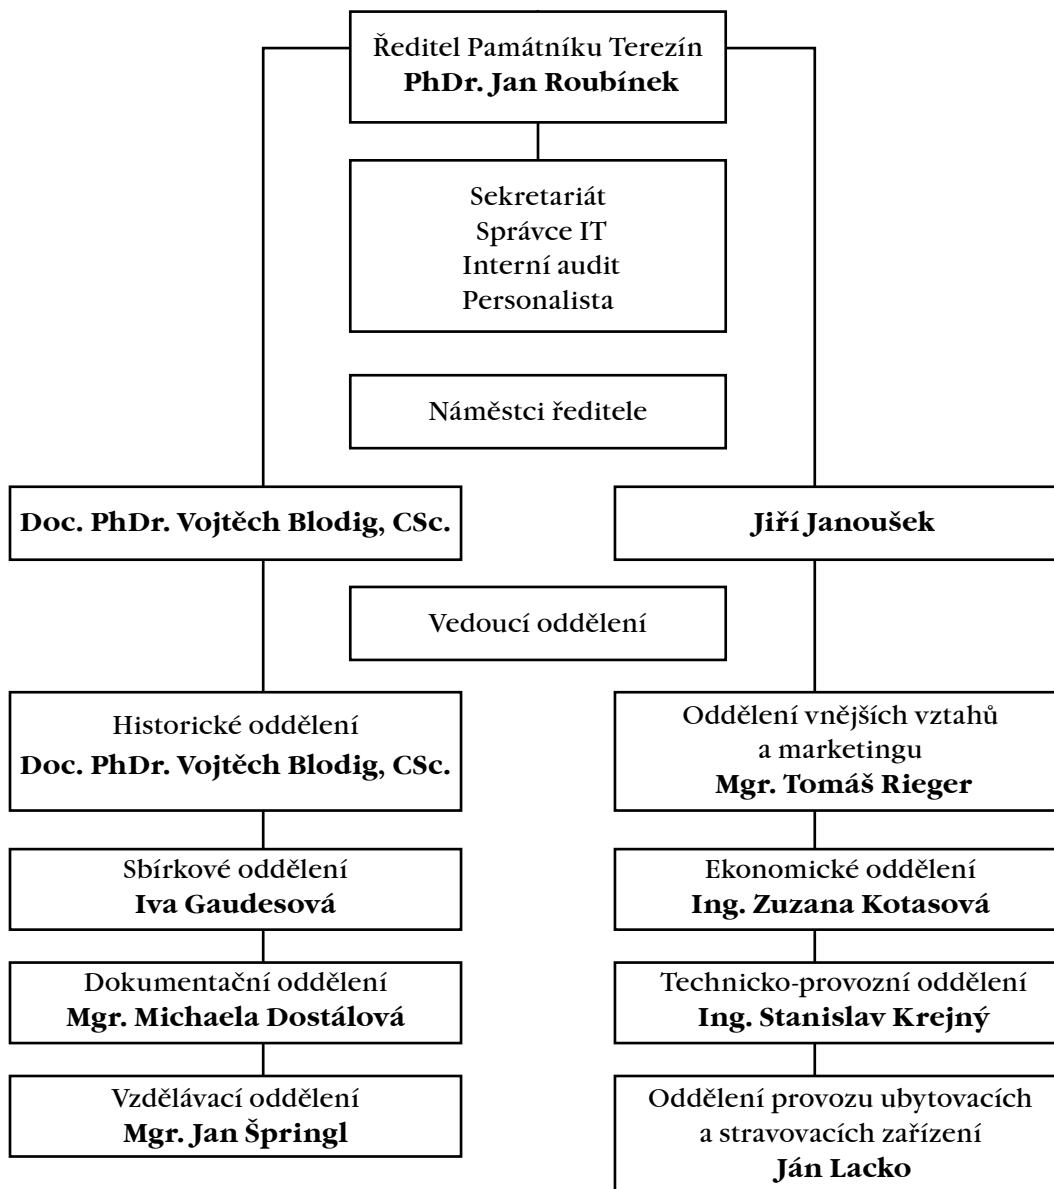 Ředitel Památníku Terezín
PhDr. Jan Roubínek
Sekretariát
Správce IT
Interní audit
Personalista
Náměstci ředitele
Doc. PhDr. Vojtěch Blodig, CSc.
Jiří Janoušek
Vedoucí oddělení
Historické oddělení
Doc. PhDr. Vojtěch Blodig, CSc.
Oddělení vnějších vztahů
a marketingu
Mgr. Tomáš Rieger
Sbírkové oddělení
Iva Gaudesová
Ekonomické oddělení
Ing. Zuzana Kotasová
Dokumentační oddělení
Mgr. Michaela Dostálová
Technicko-provozní oddělení
Ing. Stanislav Krejný
Vzdělávací oddělení
Mgr. Jan Špringl
Oddělení provozu ubytovacích
a stravovacích zařízení
Ján Lacko